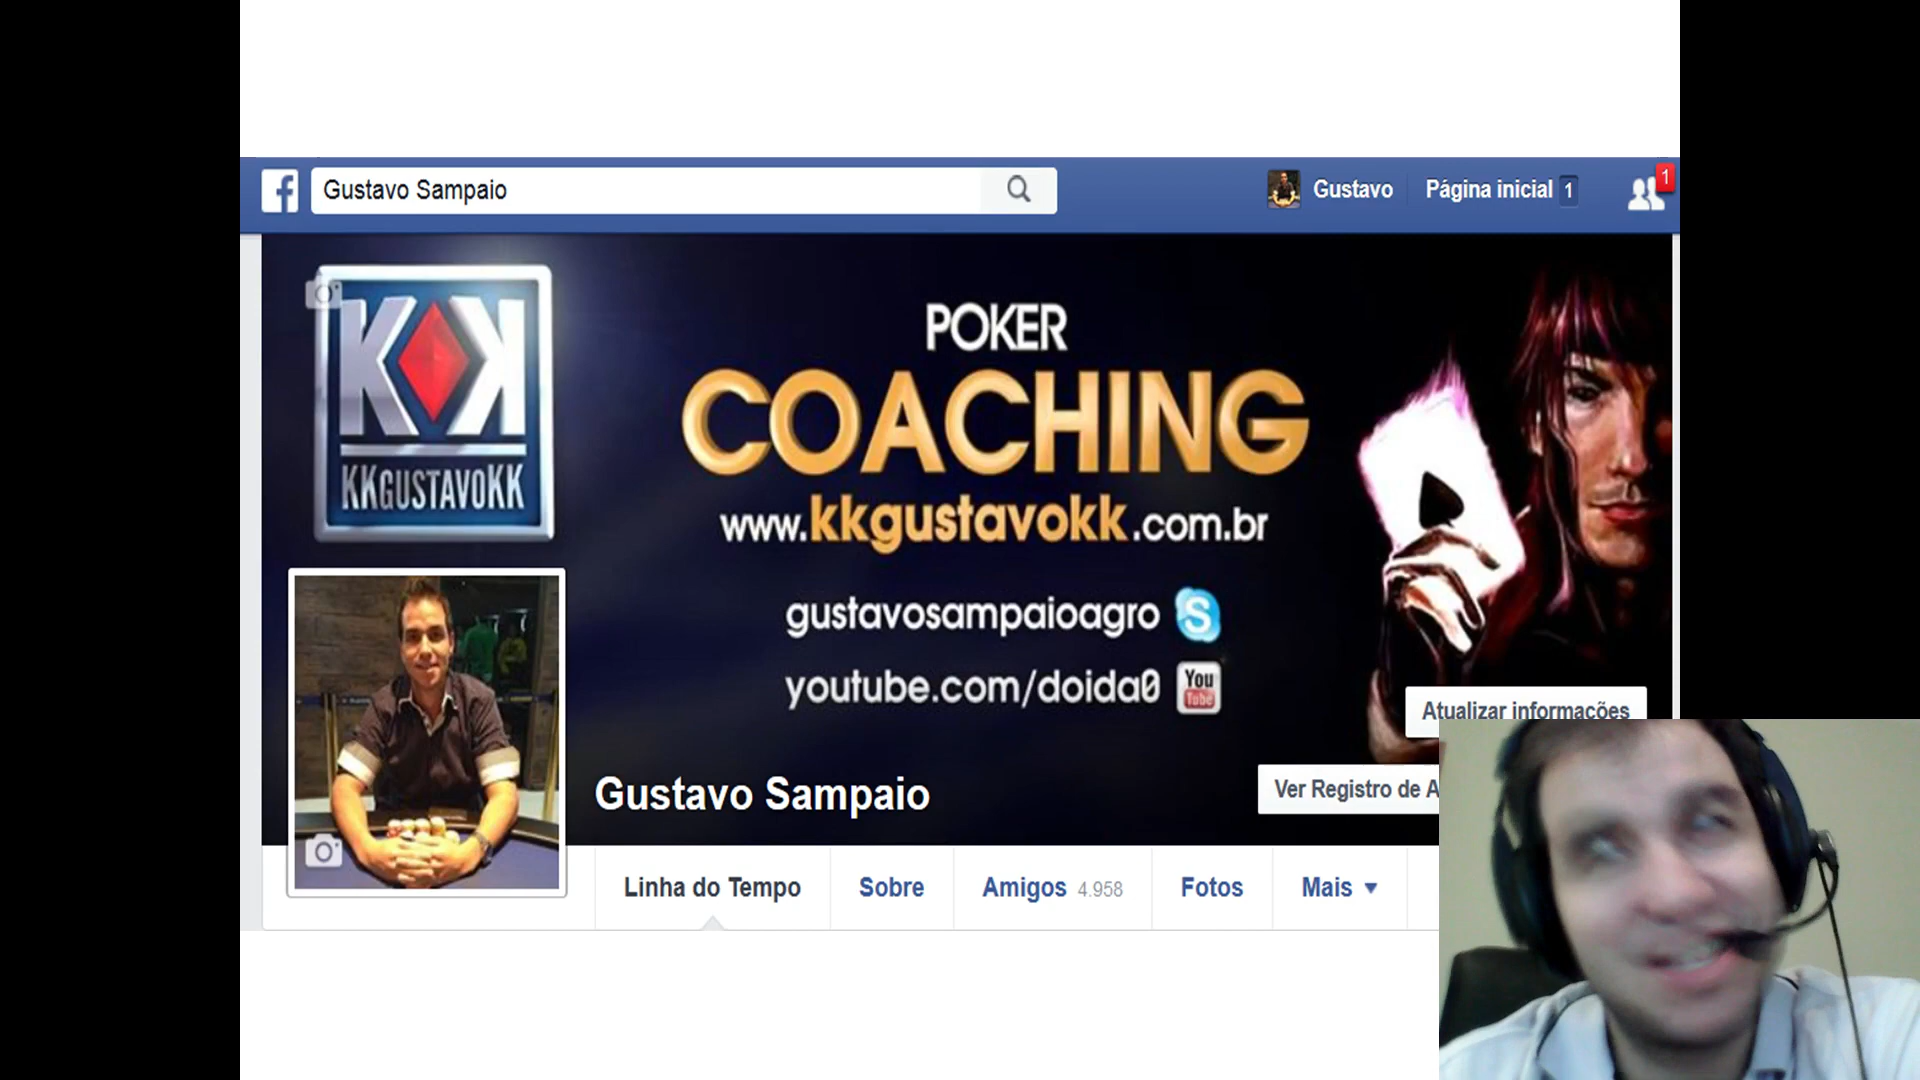 Gustavo Sampaio
Gustavo
Página inicial 1
1
KK
KKGUSTAVOKK
POKER
COACHING
www.kkgustavokk.com.br
gustavosampaioagro S
youtube.com/doida0 You Tube
Atualizar informações
Gustavo Sampaio
Ver Registro de A
Linha do Tempo
Sobre
Amigos 4.958
Fotos
Mais